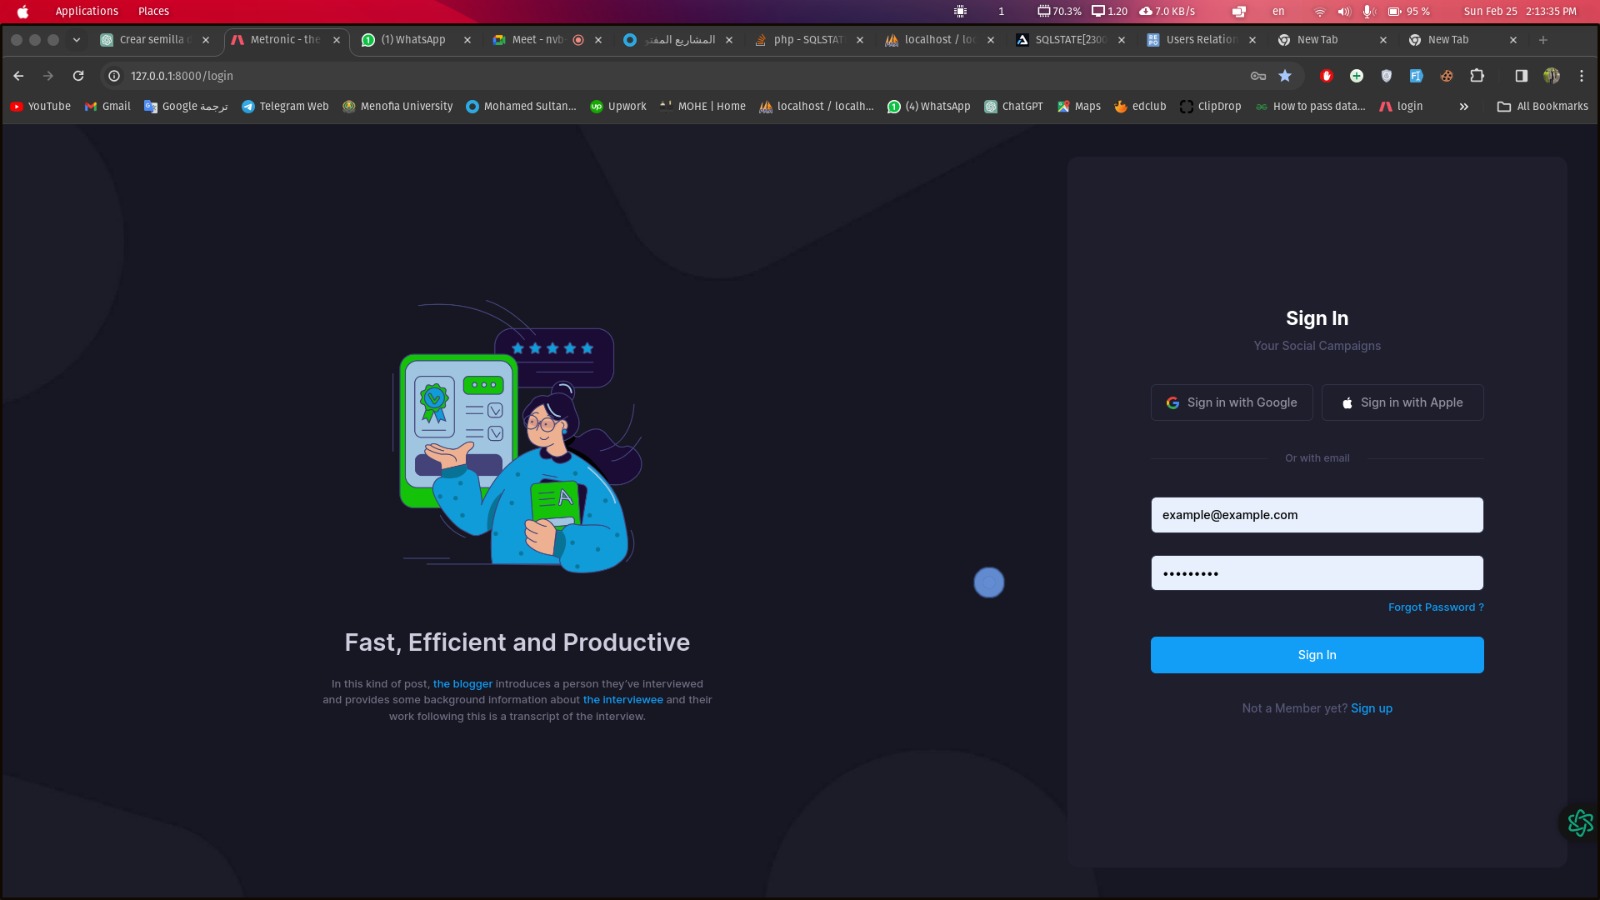 Applications Places 1 70.3% 1.20 7.0 KB/s en 95 % Sun Feb 25 2:13:35 PM
Crear semilla Metronic - the (1) WhatsApp Meet - nvb المشاريع المفت php - SQLSTAT localhost / loc SQLSTATE[2300 Users Relation New Tab New Tab
127.0.0.1:8000/login
YouTube Gmail Google ترجمة Telegram Web Menofia University Mohamed Sultan... Upwork MOHE | Home localhost / localh... (4) WhatsApp ChatGPT Maps edclub ClipDrop How to pass data... login » All Bookmarks
Sign In
Your Social Campaigns
Sign in with Google Sign in with Apple
Or with email
example@example.com
•••••••••
Forgot Password ?
Sign In
Not a Member yet? Sign up
A
Fast, Efficient and Productive
In this kind of post, the blogger introduces a person they've interviewed
and provides some background information about the interviewee and their
work following this is a transcript of the interview.